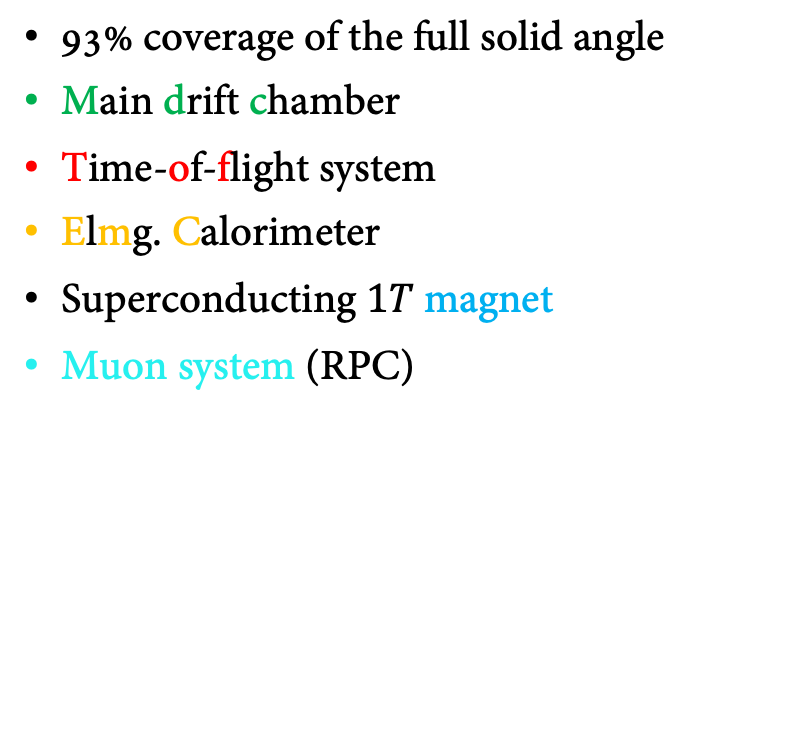 • 93% coverage of the full solid angle
• Main drift chamber
• Time-of-flight system
• Elmg. Calorimeter
• Superconducting 1T magnet
• Muon system (RPC)